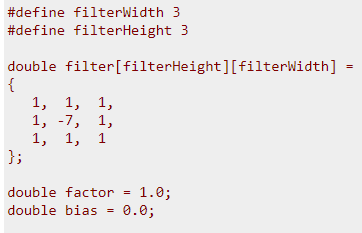 #define filterWidth 3
#define filterHeight 3
double filter[filterHeight][filterWidth] =
{
1, 1, 1,
1, -7, 1,
1, 1, 1
};
double factor = 1.0;
double bias = 0.0;